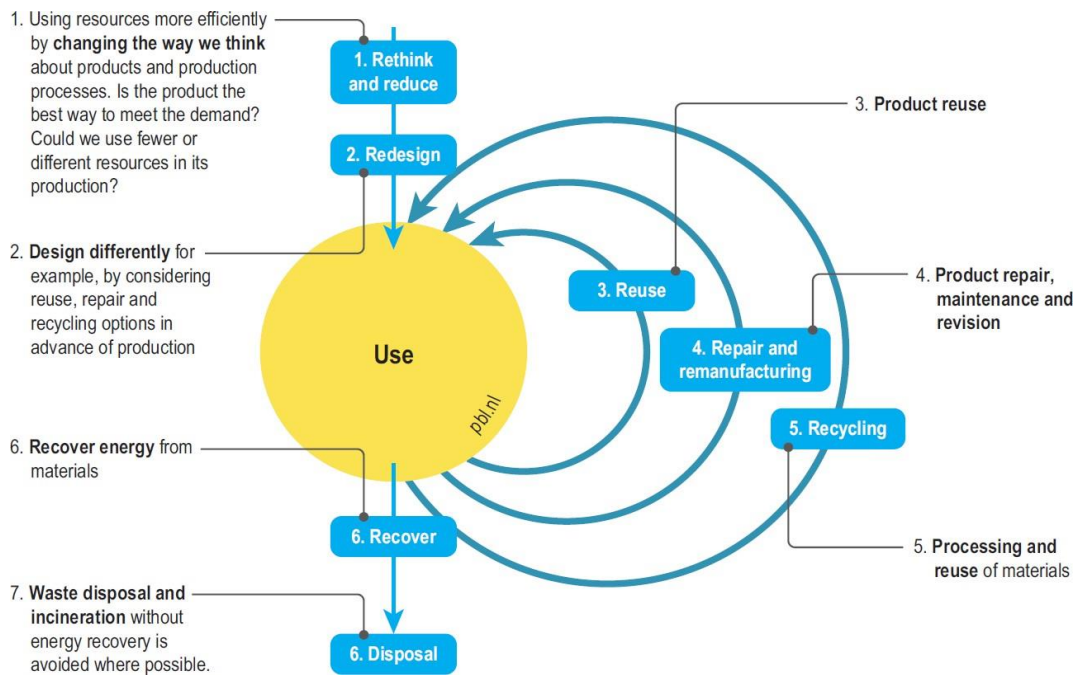 1. Using resources more efficiently
by changing the way we think
about products and production
processes. Is the product the
best way to meet the demand?
Could we use fewer or
different resources in its
production?
2. Design differently for
example, by considering
reuse, repair and
recycling options in
advance of production
6. Recover energy from
materials
7. Waste disposal and
incineration without
energy recovery is
avoided where possible.
1. Rethink
and reduce
2. Redesign
Use
pbl.nl
6. Recover
6. Disposal
3. Reuse
4. Repair and
remanufacturing
5. Recycling
3. Product reuse
4. Product repair,
maintenance and
revision
5. Processing and
reuse of materials